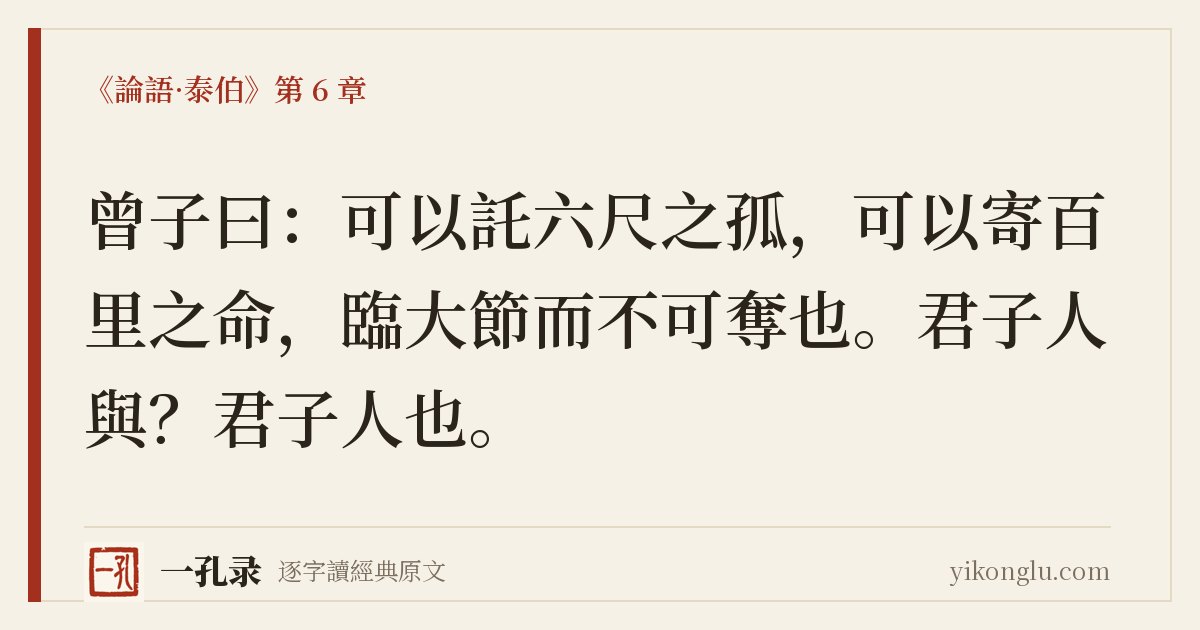 《論語·泰伯》第 6 章
曾子曰：可以託六尺之孤，可以寄百
里之命，臨大節而不可奪也。君子人
與？君子人也。
一孔
一孔录 逐字讀經典原文
yikonglu.com